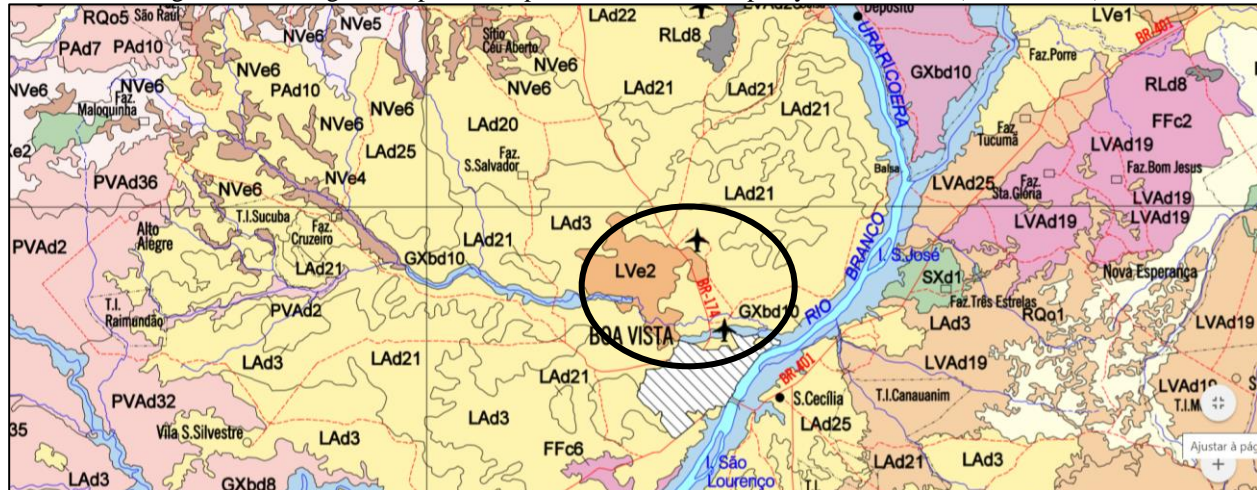 RQo5
São Raul
NVe5
LAd22
Depósito
LVe1
BR-401
PAd7
PAd10
NVe6
Sítio
Céu Aberto
RLd8
URARICOERA
Faz.Porre
GXbd10
RLd8
NVe6
NVe6
PAd10
NVe6
NVe6
LAd21
LAd21
LAd21
FFc2
Faz.
Maloquinha
NVe6
LAd20
Faz.
Tucumã
LVAd19
NVe4
LAd25
Faz.
S.Salvador
LAd21
Balsa
LVAd25
Faz.
Sta.Glória
Faz.Bom Jesus
PVAd36
NVe6
LVAd19
LVAd19
LVAd19
T.I.Sucuba
Faz.
Cruzeiro
LAd3
Alto
Alegre
PVAd2
LAd21
GXbd10
LAd21
LVe2
BR-174
RIO BRANCO
I. S.José
SXd1
Nova Esperança
T.I.
Raimundão
PVAd2
GXbd10
Faz.Três Estrelas
RQo1
BOA VISTA
LAd3
LVAd19
LAd3
LAd21
LAd21
BR-401
LVAd19
LVAd19
PVAd32
S.Cecília
T.I.Canauanim
T.I.M
Vila S.Silvestre
LAd3
LAd25
Ajustar à pág
35
LAd3
FFc6
LAd21
LAd3
LAd3
GXbd8
I. São
Lourenço
T.I.